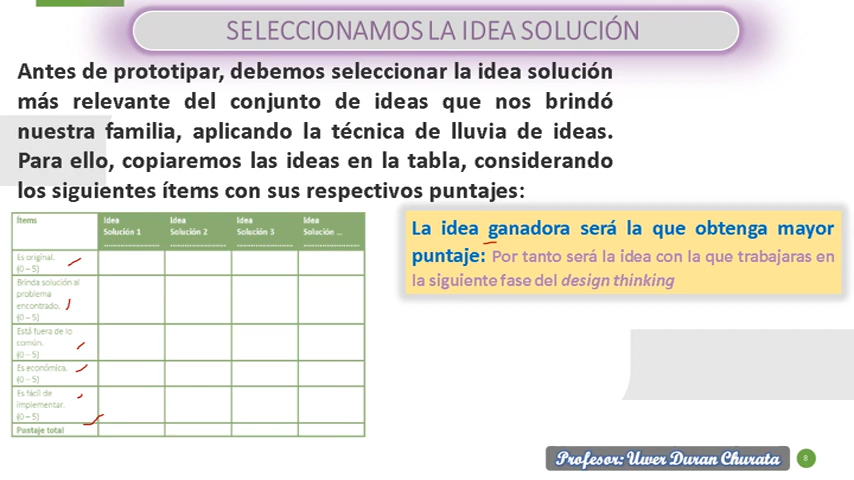 SELECCIONAMOS LA IDEA SOLUCIÓN
Antes de prototipar, debemos seleccionar la idea solución
más relevante del conjunto de ideas que nos brindó
nuestra familia, aplicando la técnica de lluvia de ideas.
Para ello, copiaremos las ideas en la tabla, considerando
los siguientes ítems con sus respectivos puntajes:
Ítems
Idea
Solución 1
........................
Idea
Solución 2
........................
Idea
Solución 3
........................
Idea
Solución ...
........................
Es original.
(0 – 5)
Brinda solución al
problema
encontrado.
(0 – 5)
Está fuera de lo
común.
(0 – 5)
Es económica.
(0 – 5)
Es fácil de
implementar.
(0 – 5)
Puntaje total
La idea ganadora será la que obtenga mayor
puntaje: Por tanto será la idea con la que trabajaras en
la siguiente fase del design thinking
Profesor: Uwer Duran Churata
8